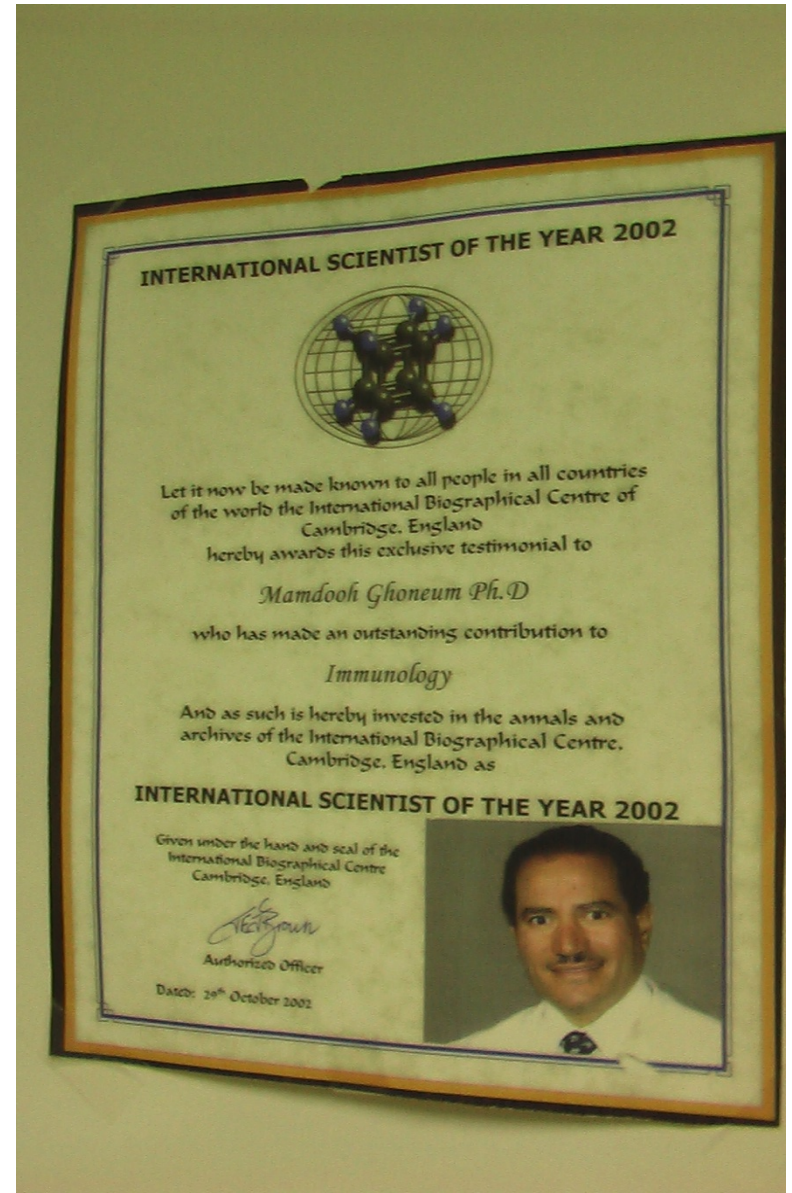 INTERNATIONAL SCIENTIST OF THE YEAR 2002
Let it now be made known to all people in all countries
of the world the International Biographical Centre of
Cambridge, England
hereby awards this exclusive testimonial to
Mamdooh Ghoneum Ph.D
who has made an outstanding contribution to
Immunology
And as such is hereby invested in the annals and
archives of the International Biographical Centre,
Cambridge, England as
INTERNATIONAL SCIENTIST OF THE YEAR 2002
Given under the hand and seal of the
International Biographical Centre
Cambridge, England
Authorized Officer
Dated: 29th October 2002